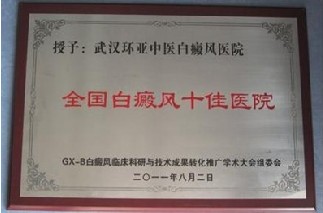 授予：武汉环亚中医白癜风医院
全国白癜风十佳医院
GX-8白癜风临床科研与技术成果转化推广学术大会组委会
二〇一一年八月二日